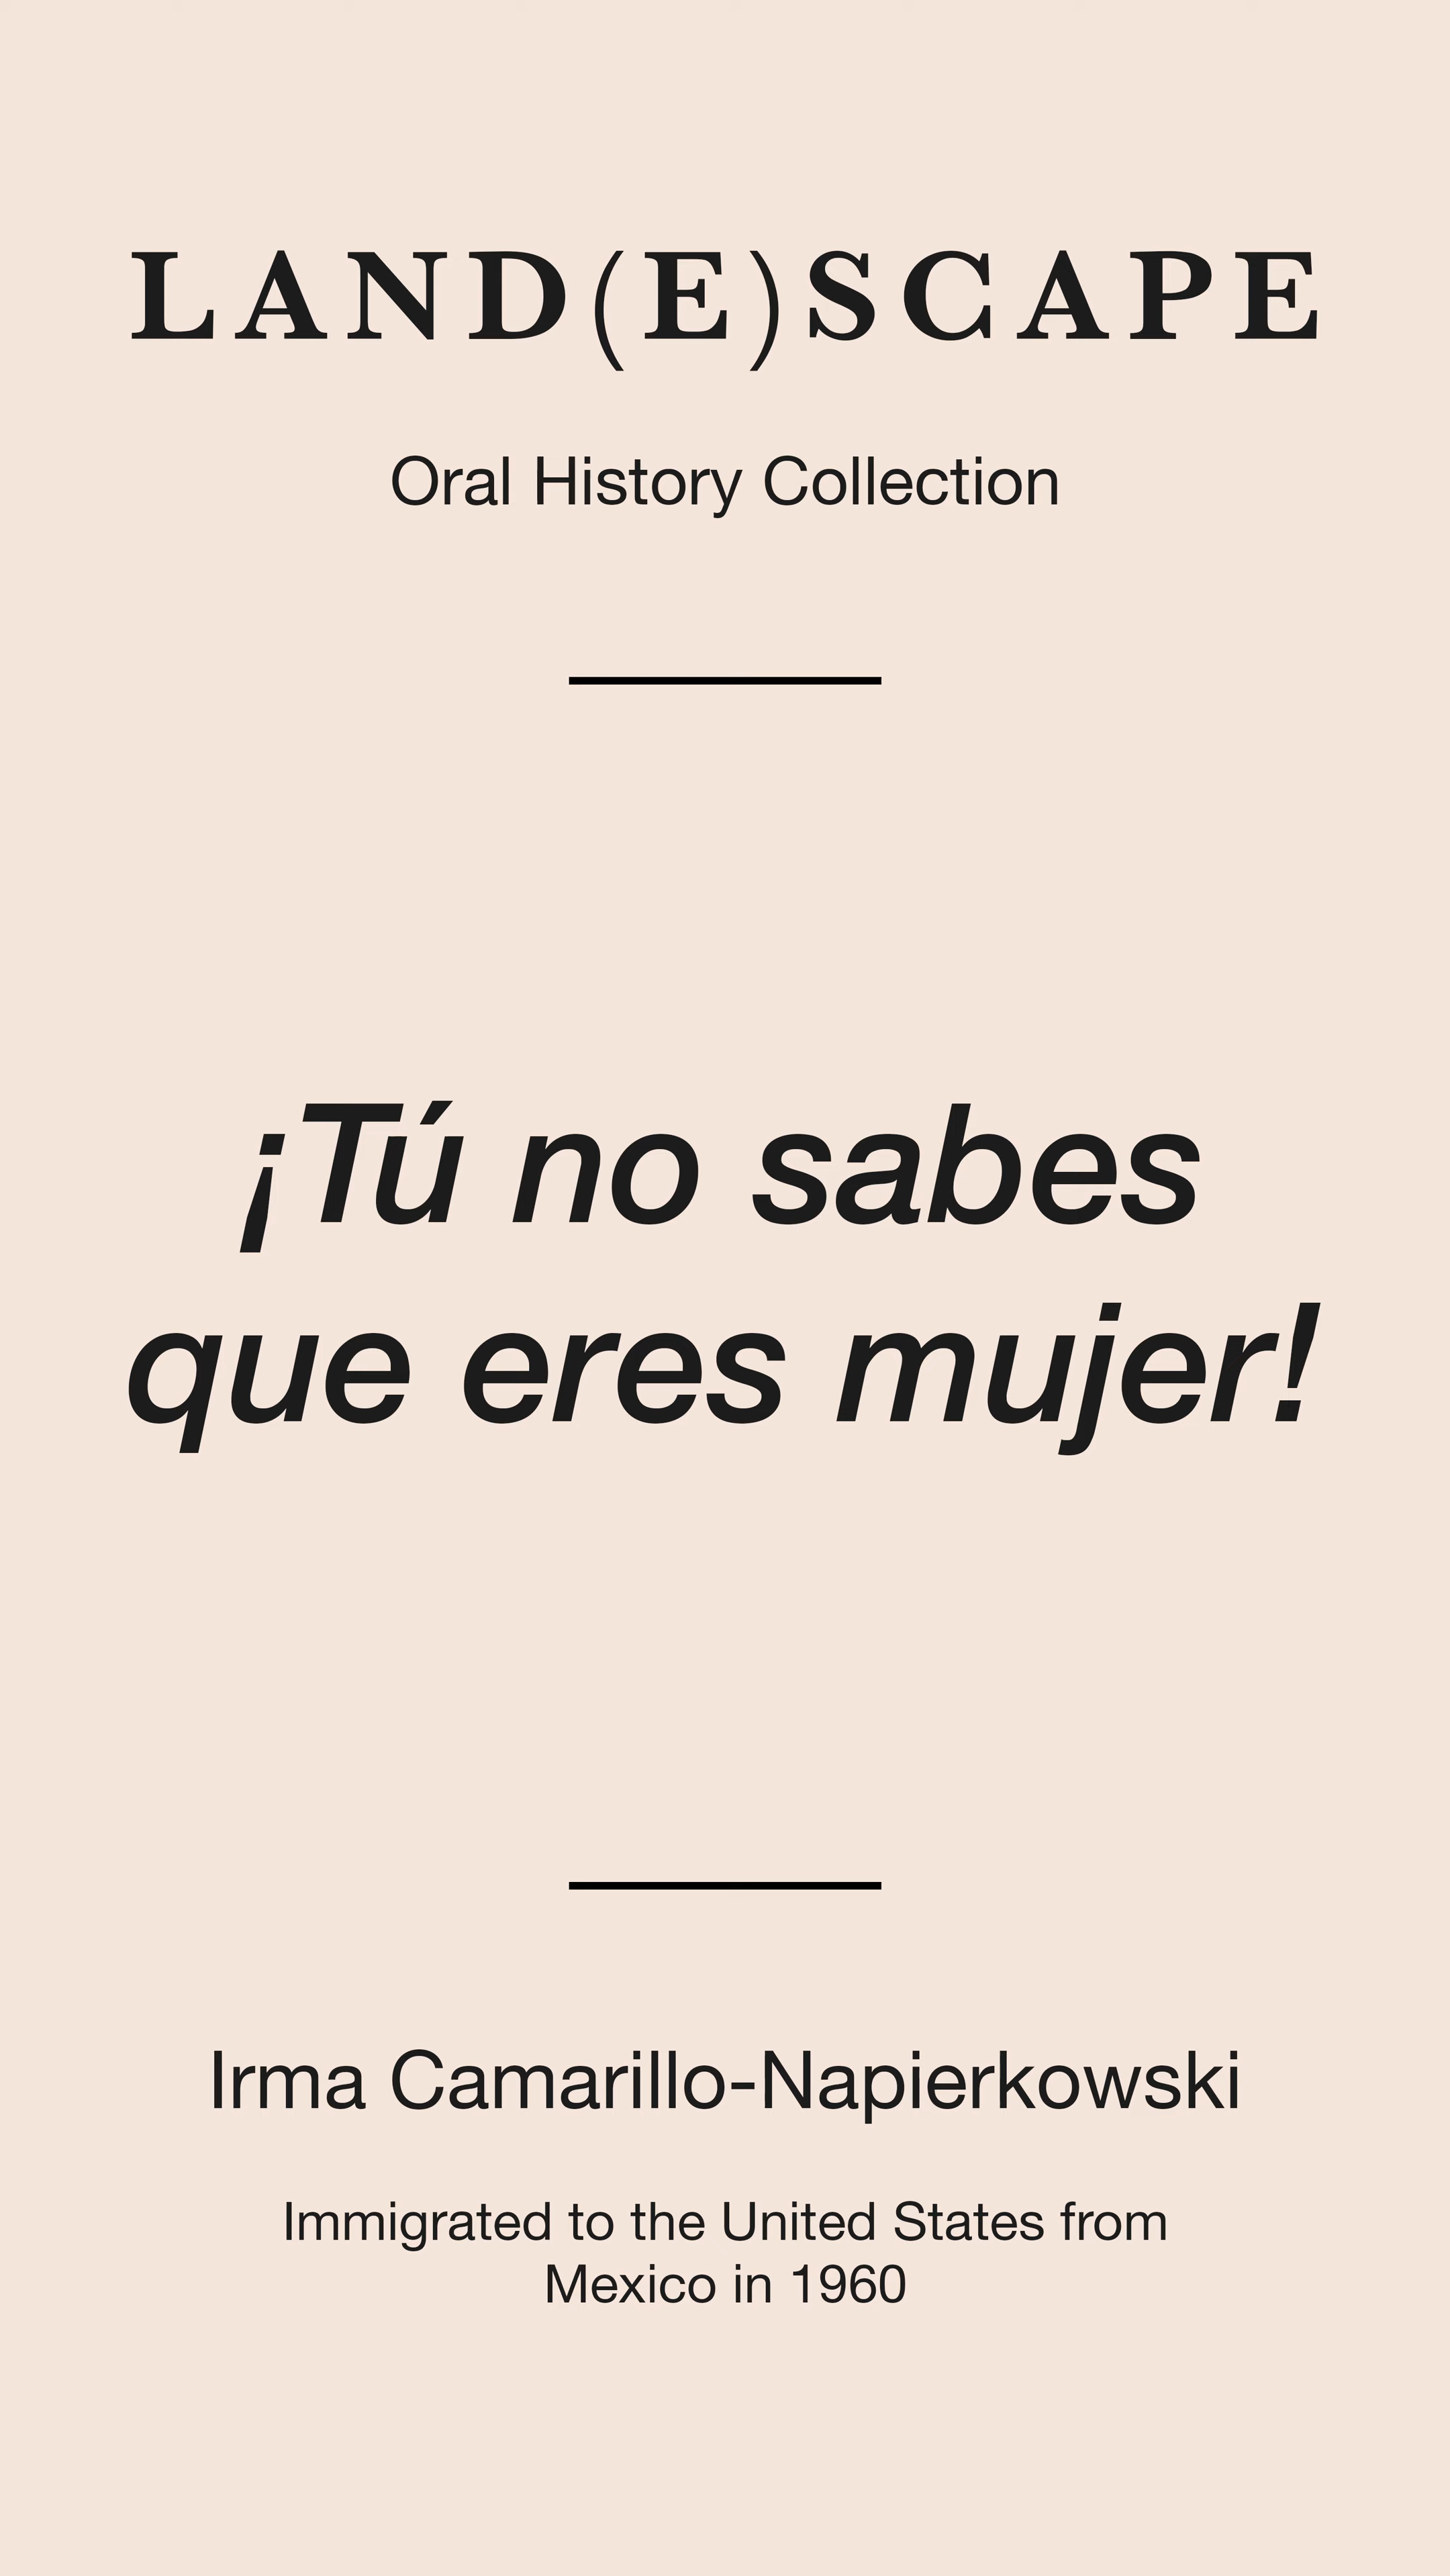 LAND(E)SCAPE
Oral History Collection
¡Tú no sabes
que eres mujer!
Irma Camarillo-Napierkowski
Immigrated to the United States from
Mexico in 1960